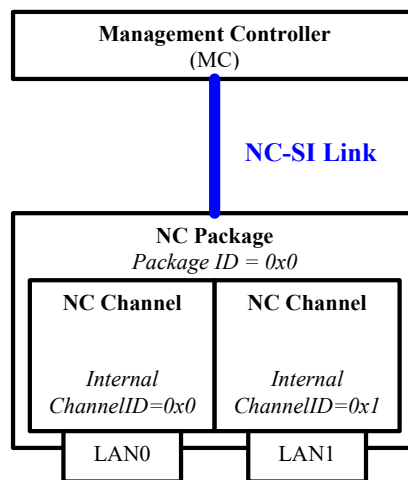 Management Controller
(MC)
NC-SI Link
NC Package
Package ID = 0x0
NC Channel
NC Channel
Internal
ChannelID=0x0
Internal
ChannelID=0x1
LAN0
LAN1